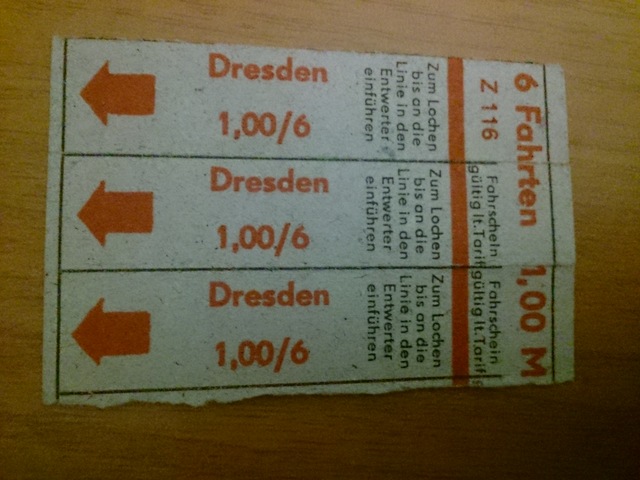 6 Fahrten 1,00 M
Z 116
Fahrschein
gültig lt. Tarif
Fahrschein
gültig lt. Tarif
Zum Lochen
bis an die
Linie in den
Entwerter
einführen
Dresden
1,00/6
Zum Lochen
bis an die
Linie in den
Entwerter
einführen
Dresden
1,00/6
Zum Lochen
bis an die
Linie in den
Entwerter
einführen
Dresden
1,00/6